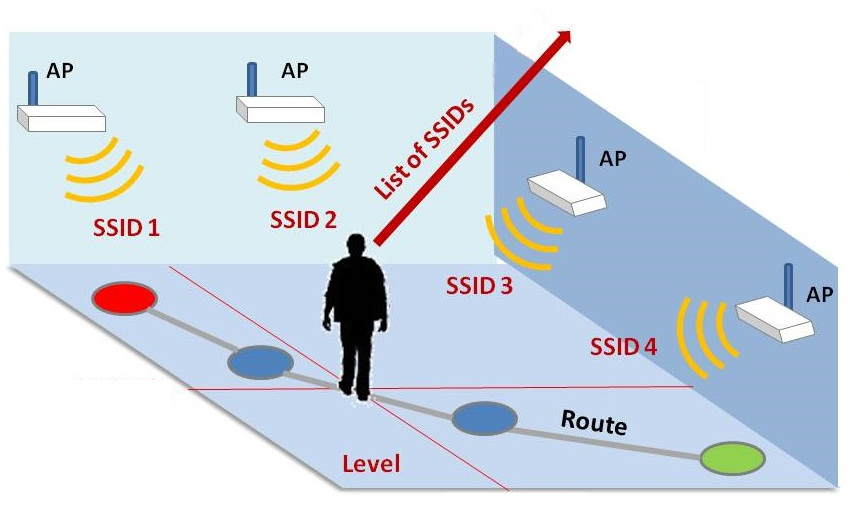 AP
AP
List of SSIDs
AP
SSID 1
SSID 2
SSID 3
AP
SSID 4
Route
Level